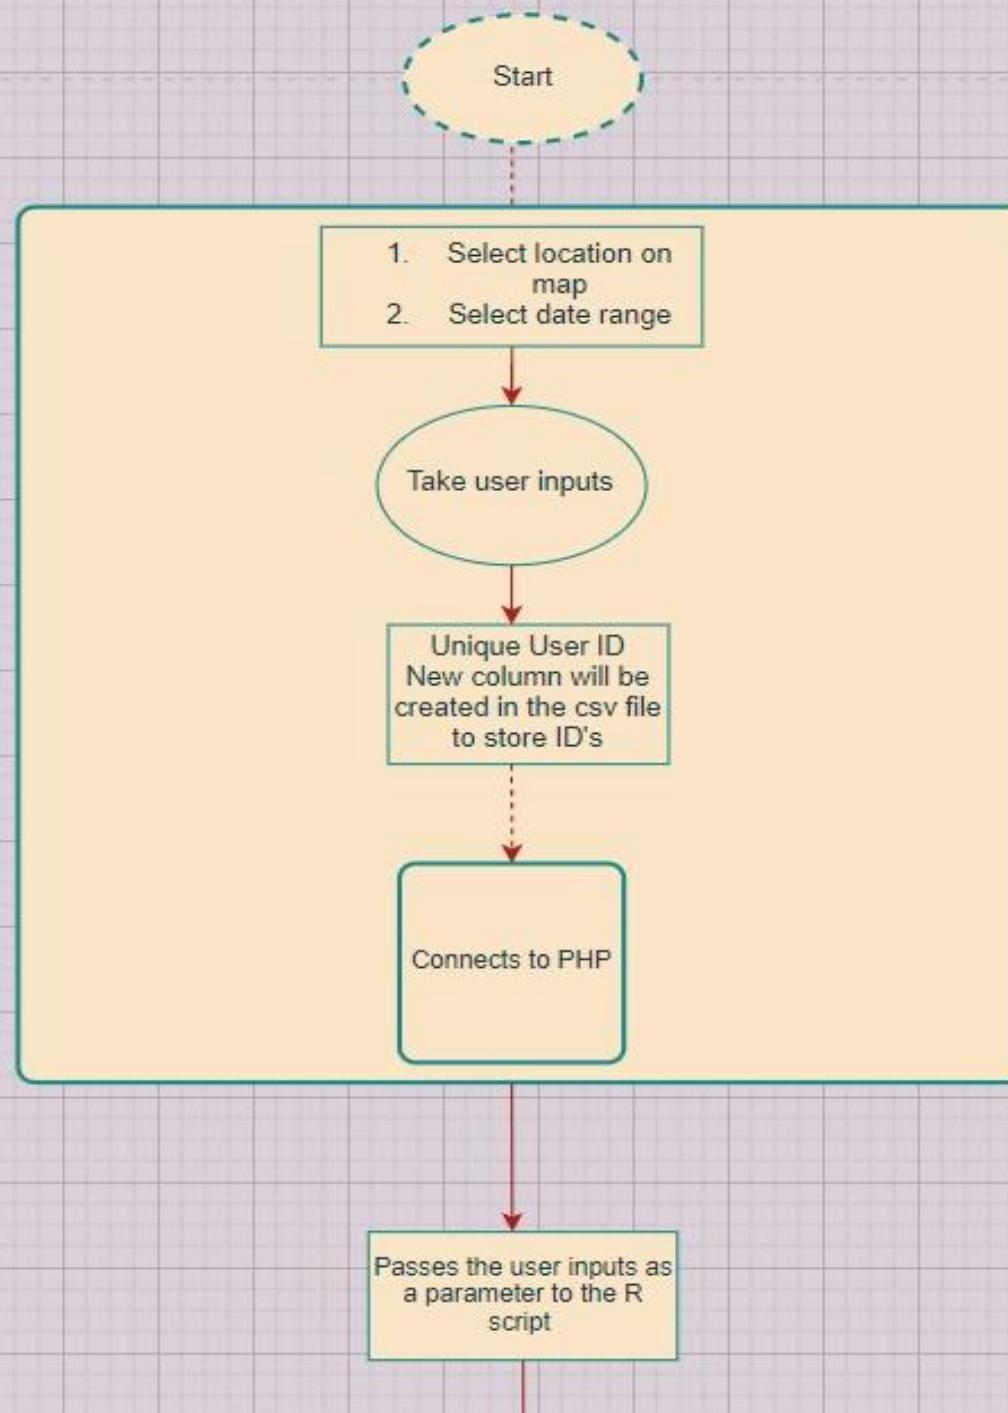 Start
1. Select location on
map
2. Select date range
Take user inputs
Unique User ID
New column will be
created in the csv file
to store ID's
Connects to PHP
Passes the user inputs as
a parameter to the R
script